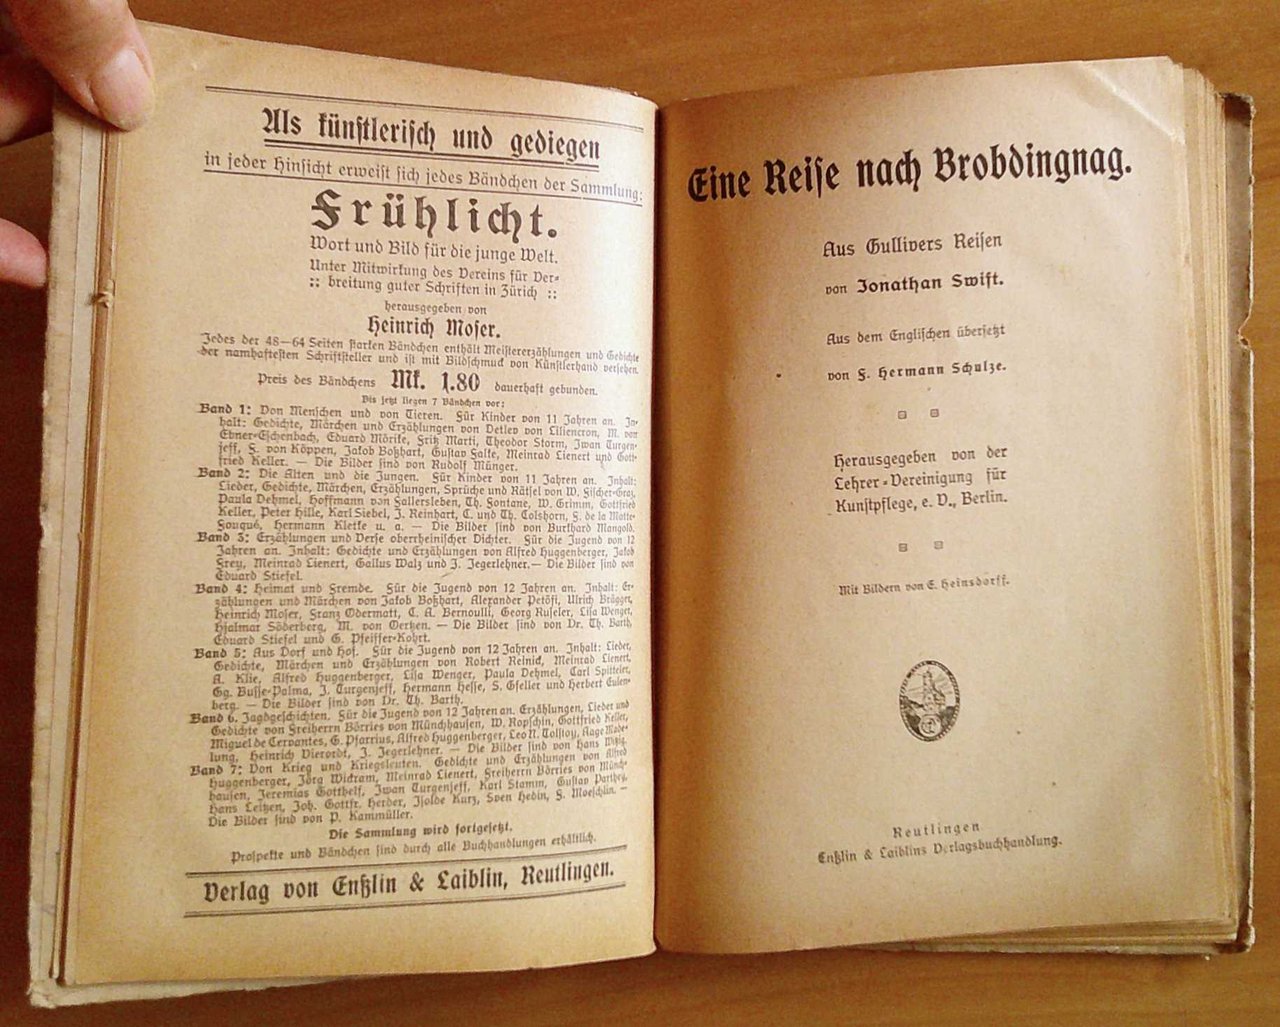 Als künstlerisch und gediegen
in jeder Hinsicht erweist sich jedes Bändchen der Sammlung:
Frühlicht.
Wort und Bild für die junge Welt.
Unter Mitwirkung des Vereins für Ver-
:: breitung guter Schriften in Zürich ::
herausgegeben von
Heinrich Moser.
Jedes der 48—64 Seiten starken Bändchen enthält Meistererzählungen und Gedichte
der namhaftesten Schriftsteller und ist mit Bildschmuck von Künstlerhand versehen.
Preis des Bändchens Mk. 1.80 dauerhaft gebunden.
Bis jetzt liegen 7 Bändchen vor:
Band 1: Von Menschen und von Tieren. Für Kinder von 11 Jahren an. In-
halt: Gedichte, Märchen und Erzählungen von Detlev von Liliencron, M. von
Ebner-Eschenbach, Eduard Mörike, Fritz Marti, Theodor Storm, Iwan Turgen-
jeff, F. von Köppen, Jakob Boßhart, Gustav Falke, Meinrad Lienert und Gott-
fried Keller. — Die Bilder sind von Rudolf Münger.
Band 2: Die Alten und die Jungen. Für Kinder von 11 Jahren an. Inhalt:
Lieder, Gedichte, Märchen, Erzählungen, Sprüche und Rätsel von W. Fischer-Graz,
Paula Dehmel, Hoffmann von Fallersleben, Th. Fontane, W. Grimm, Gottfried
Keller, Peter Hille, Karl Siebel, J. Reinhart, C. und Th. Colshorn, F. de la Motte-
Fouqué, Hermann Kletke u. a. — Die Bilder sind von Burkhard Mangold.
Band 3: Erzählungen und Verse oberrheinischer Dichter. Für die Jugend von 12
Jahren an. Inhalt: Gedichte und Erzählungen von Alfred Huggenberger, Jakob
Frey, Meinrad Lienert, Gallus Walz und J. Jegerlehner.— Die Bilder sind von
Eduard Stiefel.
Band 4: Heimat und Fremde. Für die Jugend von 12 Jahren an. Inhalt: Er-
zählungen und Märchen von Jakob Boßhart, Alexander Petöfi, Ulrich Brägger,
Heinrich Moser, Franz Odermatt, C. A. Bernoulli, Georg Ruseler, Lisa Wenger,
Hjalmar Söderberg, M. von Oertzen. — Die Bilder sind von Dr. Th. Barth,
Eduard Stiefel und G. Pfeiffer-Kohrt.
Band 5: Aus Dorf und Hof. Für die Jugend von 12 Jahren an. Inhalt: Lieder,
Gedichte, Märchen und Erzählungen von Robert Reinick, Meinrad Lienert,
A. Klie, Alfred Huggenberger, Lisa Wenger, Paula Dehmel, Carl Spitteler,
Gg. Busse-Palma, J. Turgenjeff, Hermann Hesse, S. Gfeller und Herbert Eulen-
berg. — Die Bilder sind von Dr. Th. Barth.
Band 6. Jagdgeschichten. Für die Jugend von 12 Jahren an. Erzählungen, Lieder und
Gedichte von Freiherrn Börries von Münchhausen, W. Ropschin, Gottfried Keller,
Miguel de Cervantes, G. Pfarrius, Alfred Huggenberger, Leo N. Tolstoy, Aage Made-
lung, Heinrich Vierordt, J. Jegerlehner. — Die Bilder sind von Hans Witzig.
Band 7: Von Krieg und Kriegsleuten. Gedichte und Erzählungen von Alfred
Huggenberger, Jörg Wickram, Meinrad Lienert, Freiherrn Börries von Münch-
hausen, Jeremias Gotthelf, Iwan Turgenjeff, Karl Stamm, Gustav Parthey,
Hans Leitzen, Joh. Gottfr. Herder, Isolde Kurz, Sven Hedin, F. Moeschlin. —
Die Bilder sind von P. Kammüller.
Die Sammlung wird fortgesetzt.
Prospekte und Bändchen sind durch alle Buchhandlungen erhältlich.
Verlag von Enßlin & Laiblin, Reutlingen.
Eine Reise nach Brobdingnag.
Aus Gullivers Reisen
von Jonathan Swift.
Aus dem Englischen übersetzt
von F. Hermann Schulze.
Herausgegeben von der
Lehrer-Vereinigung für
Kunstpflege, e. V., Berlin.
Mit Bildern von E. Heinsdorff.
Reutlingen
Enßlin & Laiblins Verlagsbuchhandlung.